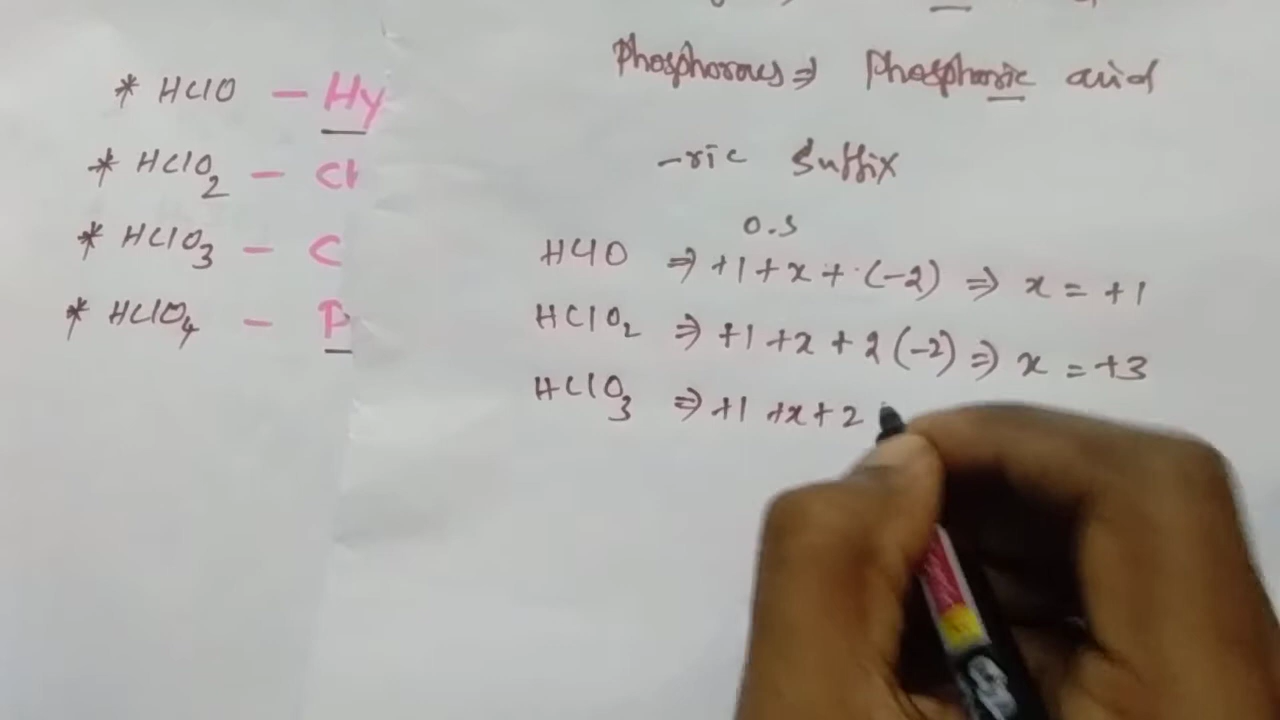 * HClO – Hy
* HClO2 – Ch
* HClO3 – C
* HClO4 – P
Phosphorous ⇒ Phosphoric acid
-ric Suffix
O.S
HClO ⇒ +1 + x + (-2) ⇒ x = +1
HClO2 ⇒ +1 + x + 2(-2) ⇒ x = +3
HClO3 ⇒ +1 + x + 2